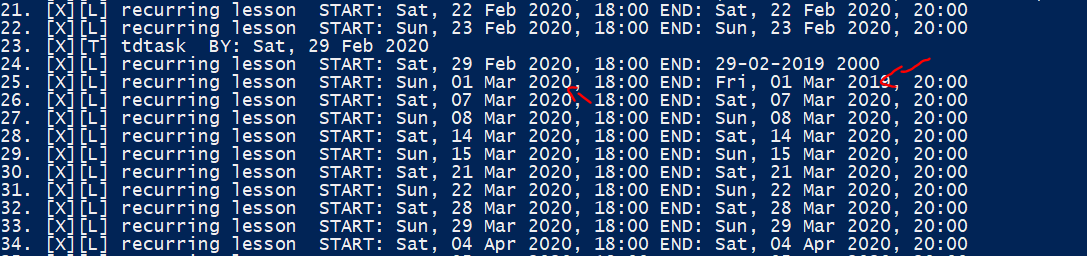 21. [X][L] recurring lesson  START: Sat, 22 Feb 2020, 18:00 END: Sat, 22 Feb 2020, 20:00
22. [X][L] recurring lesson  START: Sun, 23 Feb 2020, 18:00 END: Sun, 23 Feb 2020, 20:00
23. [X][T] tdtask  BY: Sat, 29 Feb 2020
24. [X][L] recurring lesson  START: Sat, 29 Feb 2020, 18:00 END: 29-02-2019 2000
25. [X][L] recurring lesson  START: Sun, 01 Mar 2020, 18:00 END: Fri, 01 Mar 2019, 20:00
26. [X][L] recurring lesson  START: Sat, 07 Mar 2020, 18:00 END: Sat, 07 Mar 2020, 20:00
27. [X][L] recurring lesson  START: Sun, 08 Mar 2020, 18:00 END: Sun, 08 Mar 2020, 20:00
28. [X][L] recurring lesson  START: Sat, 14 Mar 2020, 18:00 END: Sat, 14 Mar 2020, 20:00
29. [X][L] recurring lesson  START: Sun, 15 Mar 2020, 18:00 END: Sun, 15 Mar 2020, 20:00
30. [X][L] recurring lesson  START: Sat, 21 Mar 2020, 18:00 END: Sat, 21 Mar 2020, 20:00
31. [X][L] recurring lesson  START: Sun, 22 Mar 2020, 18:00 END: Sun, 22 Mar 2020, 20:00
32. [X][L] recurring lesson  START: Sat, 28 Mar 2020, 18:00 END: Sat, 28 Mar 2020, 20:00
33. [X][L] recurring lesson  START: Sun, 29 Mar 2020, 18:00 END: Sun, 29 Mar 2020, 20:00
34. [X][L] recurring lesson  START: Sat, 04 Apr 2020, 18:00 END: Sat, 04 Apr 2020, 20:00